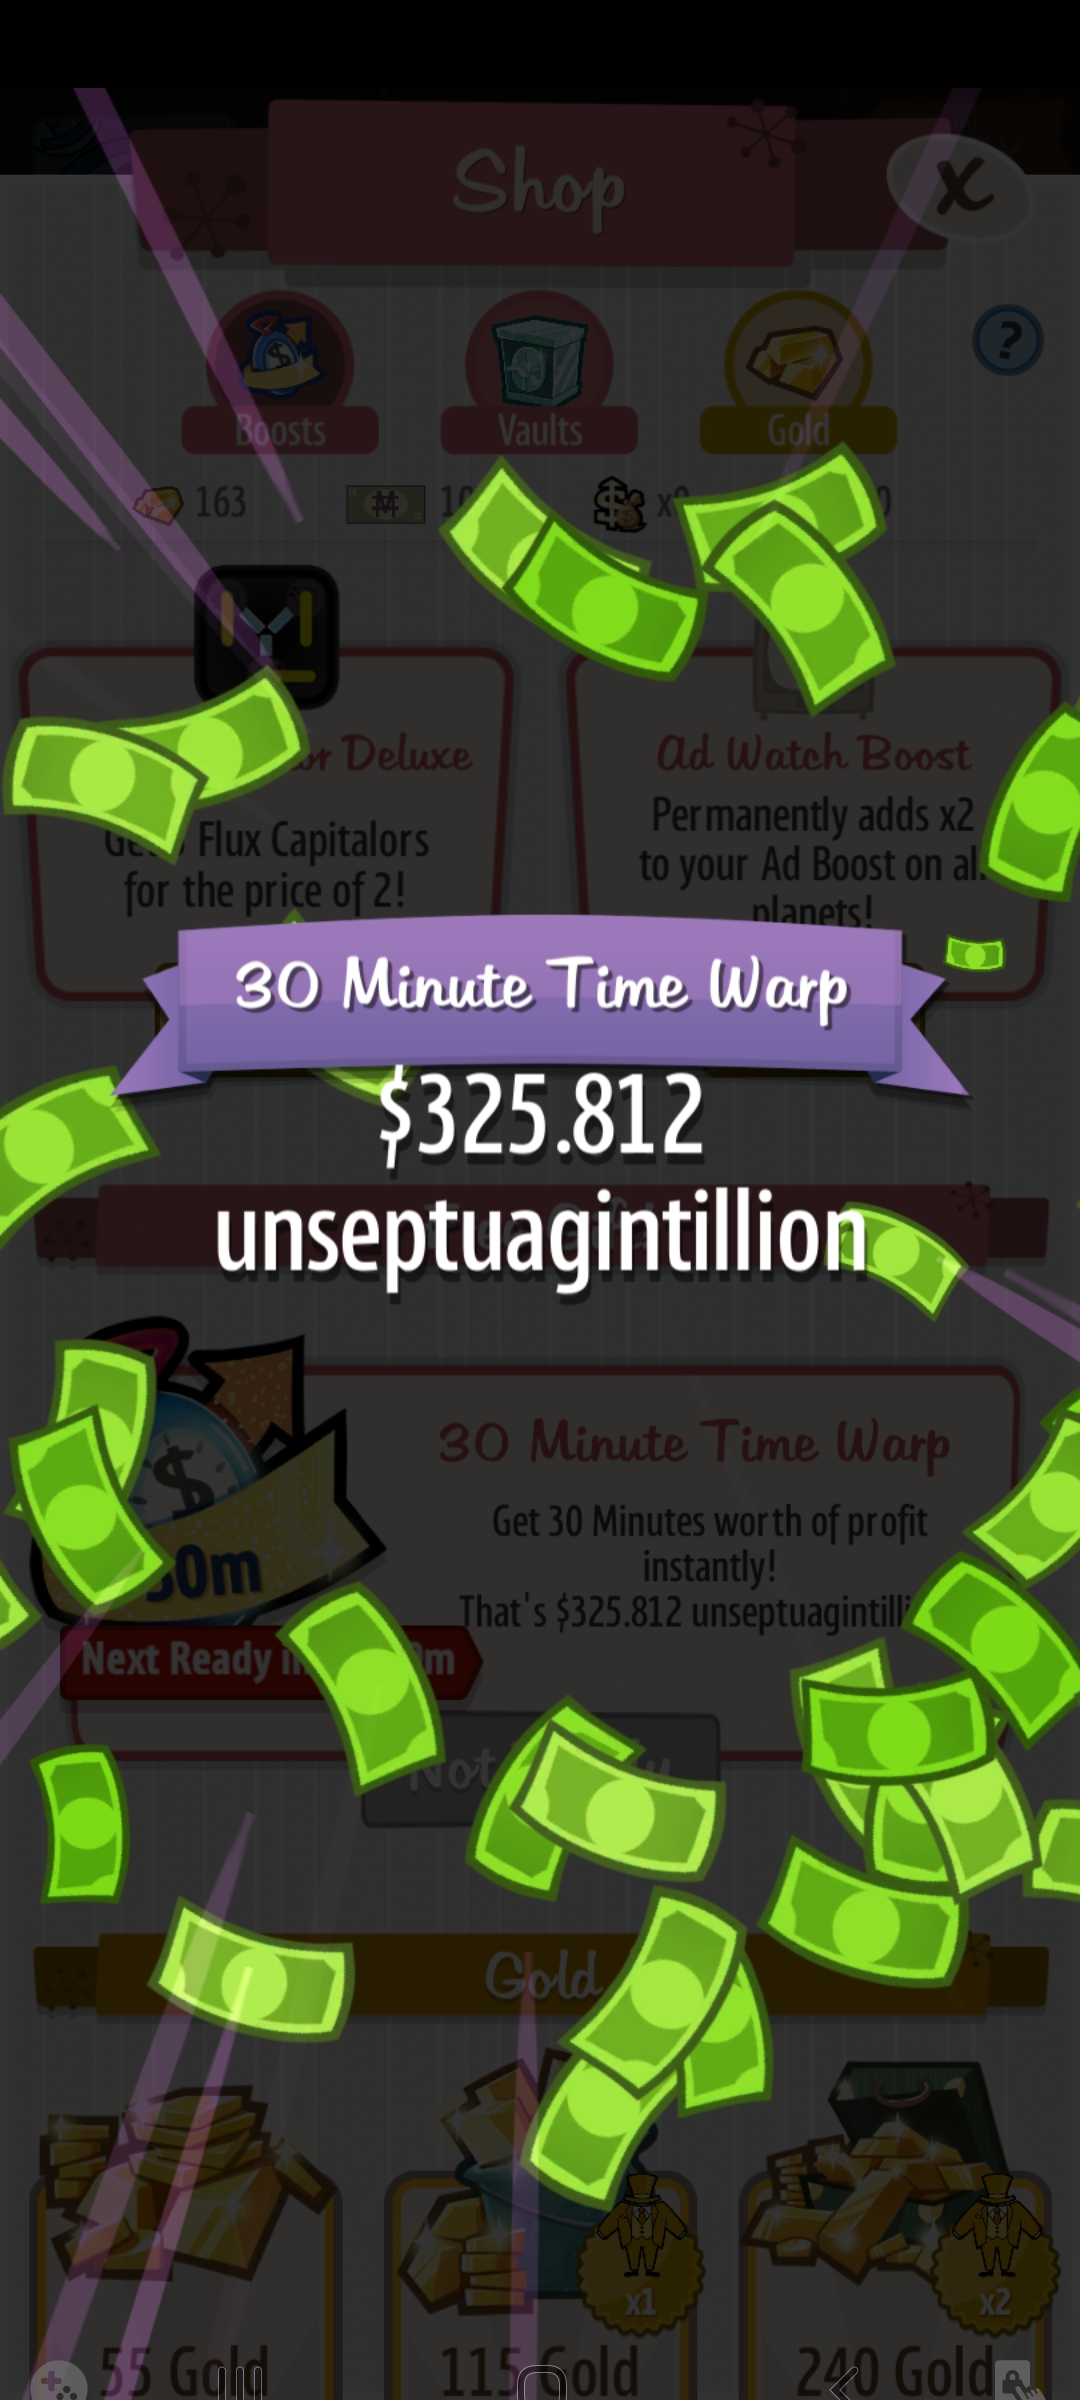 Shop
X
?
Boosts
Vaults
Gold
163
Deluxe
Flux Capitalors
for the price of 2!
Ad Watch Boost
Permanently adds x2
to your Ad Boost on
planets!
30 Minute Time Warp
$325.812
unseptuagintillion
30 Minute Time Warp
Get 30 Minutes worth of profit
instantly!
That's $325.812
Next Ready
Gold
x1
x2
55 Gold
115 Gold
240 Gold